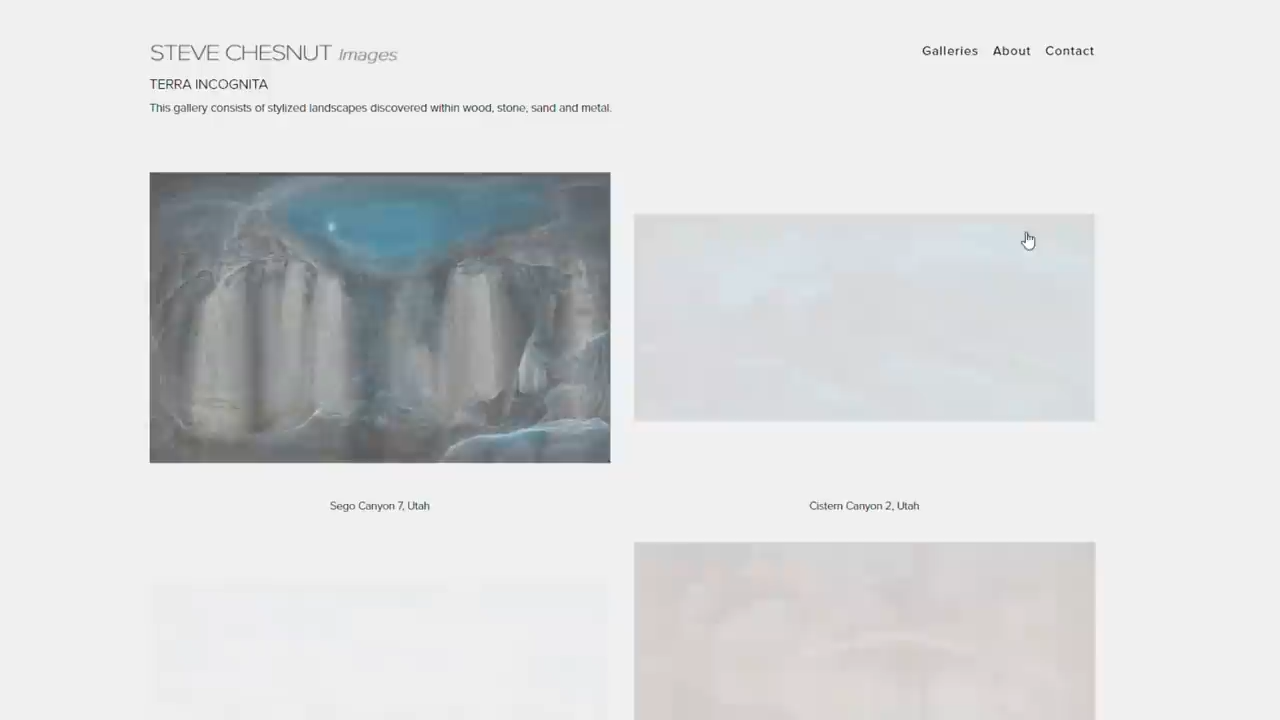 STEVE CHESNUT Images
Galleries About Contact
TERRA INCOGNITA
This gallery consists of stylized landscapes discovered within wood, stone, sand and metal.
Sego Canyon 7, Utah
Cistern Canyon 2, Utah